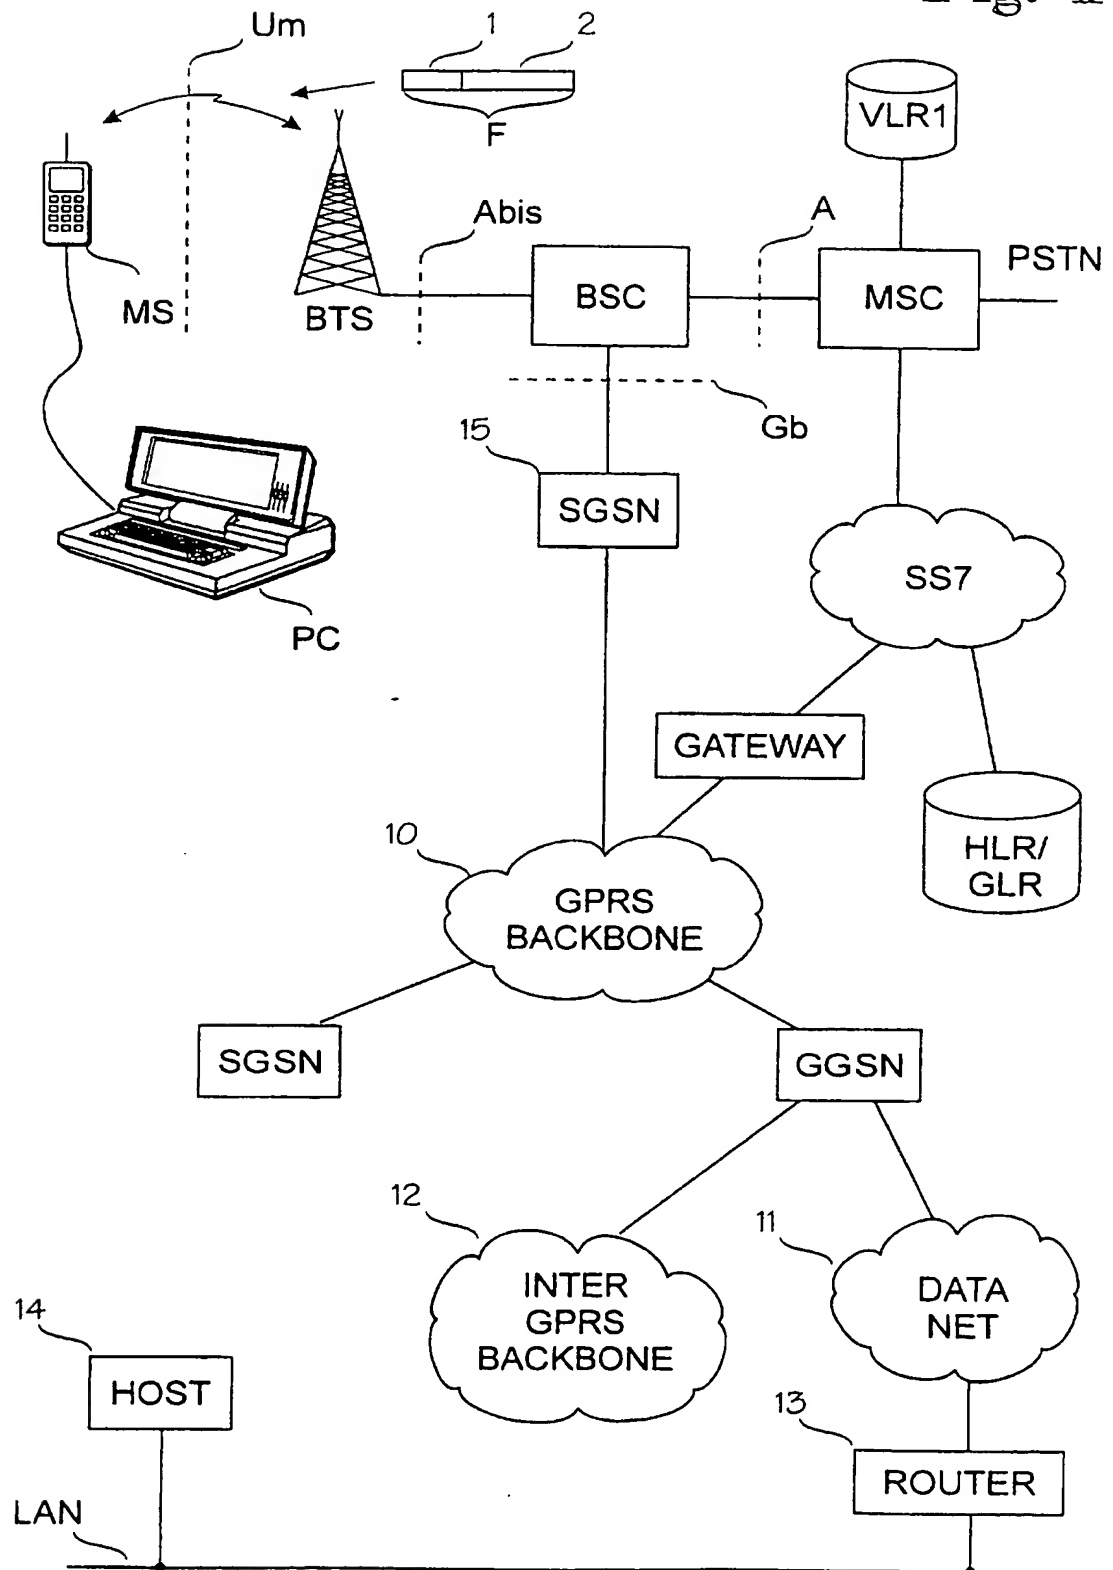 Um
1
2
F
VLR1
MS
BTS
Abis
BSC
A
MSC
PSTN
Gb
15
SGSN
SS7
PC
GATEWAY
HLR/
GLR
10
GPRS
BACKBONE
SGSN
GGSN
12
INTER
GPRS
BACKBONE
11
DATA
NET
14
HOST
13
ROUTER
LAN